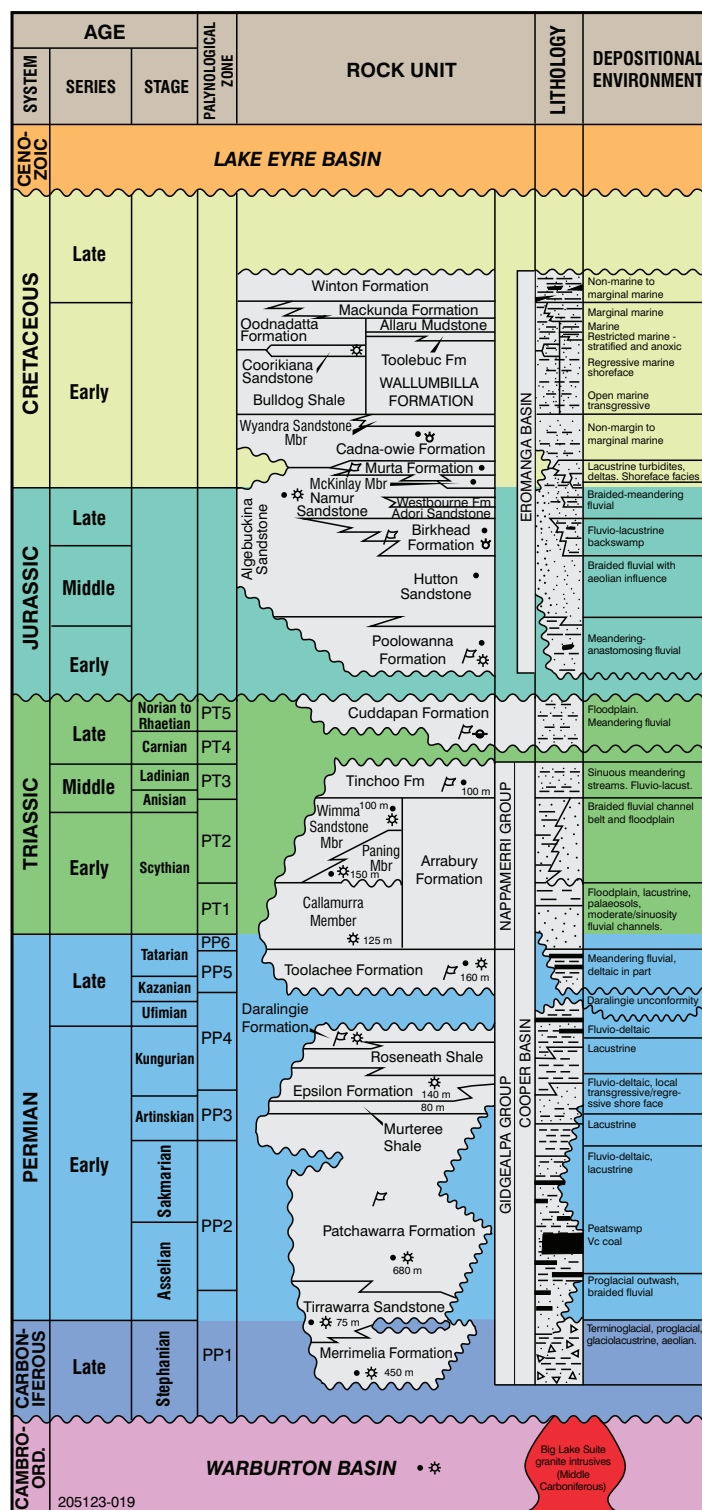 AGE
SYSTEM
SERIES
STAGE
PALYNOLOGICAL
ZONE
ROCK UNIT
LITHOLOGY
DEPOSITIONAL
ENVIRONMENT
CENO-
ZOIC
LAKE EYRE BASIN
CRETACEOUS
Late
Early
Winton Formation
Mackunda Formation
Oodnadatta
Formation
Allaru Mudstone
Coorikiana
Sandstone
Toolebuc Fm
Bulldog Shale
WALLUMBILLA
FORMATION
Wyandra Sandstone
Mbr
Cadna-owie Formation
Murta Formation
McKinlay Mbr
EROMANGA BASIN
Non-marine to
marginal marine
Marginal marine
Marine
Restricted marine -
stratified and anoxic
Regressive marine
shoreface
Open marine
transgressive
Non-margin to
marginal marine
Lacustrine turbidites,
deltas. Shoreface facies
JURASSIC
Late
Middle
Early
Algebuckina
Sandstone
Namur
Sandstone
Westbourne Fm
Adori Sandstone
Birkhead
Formation
Hutton
Sandstone
Poolowanna
Formation
Braided-meandering
fluvial
Fluvio-lacustrine
backswamp
Braided fluvial with
aeolian influence
Meandering-
anastomosing fluvial
TRIASSIC
Late
Middle
Early
Norian to
Rhaetian
Carnian
Ladinian
Anisian
Scythian
PT5
PT4
PT3
PT2
PT1
Cuddapan Formation
Tinchoo Fm
100 m
Wimma
Sandstone
Mbr
100 m
Paning
Mbr
150 m
Arrabury
Formation
Callamurra
Member
125 m
NAPPAMERRI GROUP
Floodplain.
Meandering fluvial
Sinuous meandering
streams. Fluvio-lacust.
Braided fluvial channel
belt and floodplain
Floodplain, lacustrine,
palaeosols,
moderate/sinuosity
fluvial channels.
PERMIAN
Late
Early
Tatarian
Kazanian
Ufimian
Kungurian
Artinskian
Sakmarian
Asselian
PP6
PP5
PP4
PP3
PP2
Toolachee Formation
160 m
Daralingie
Formation
Roseneath Shale
Epsilon Formation
140 m
80 m
Murteree
Shale
Patchawarra Formation
680 m
Tirrawarra Sandstone
75 m
GIDGEALPA GROUP
COOPER BASIN
Meandering fluvial,
deltaic in part
Daralingie unconformity
Fluvio-deltaic
Lacustrine
Fluvio-deltaic, local
transgressive/regre-
ssive shore face
Lacustrine
Fluvio-deltaic,
lacustrine
Peatswamp
Vc coal
Proglacial outwash,
braided fluvial
CARBON-
IFEROUS
Late
Stephanian
PP1
Merrimelia Formation
450 m
Terminoglacial, proglacial,
glaciolacustrine, aeolian.
CAMBRO-
ORD.
WARBURTON BASIN
Big Lake Suite
granite intrusives
(Middle
Carboniferous)
205123-019